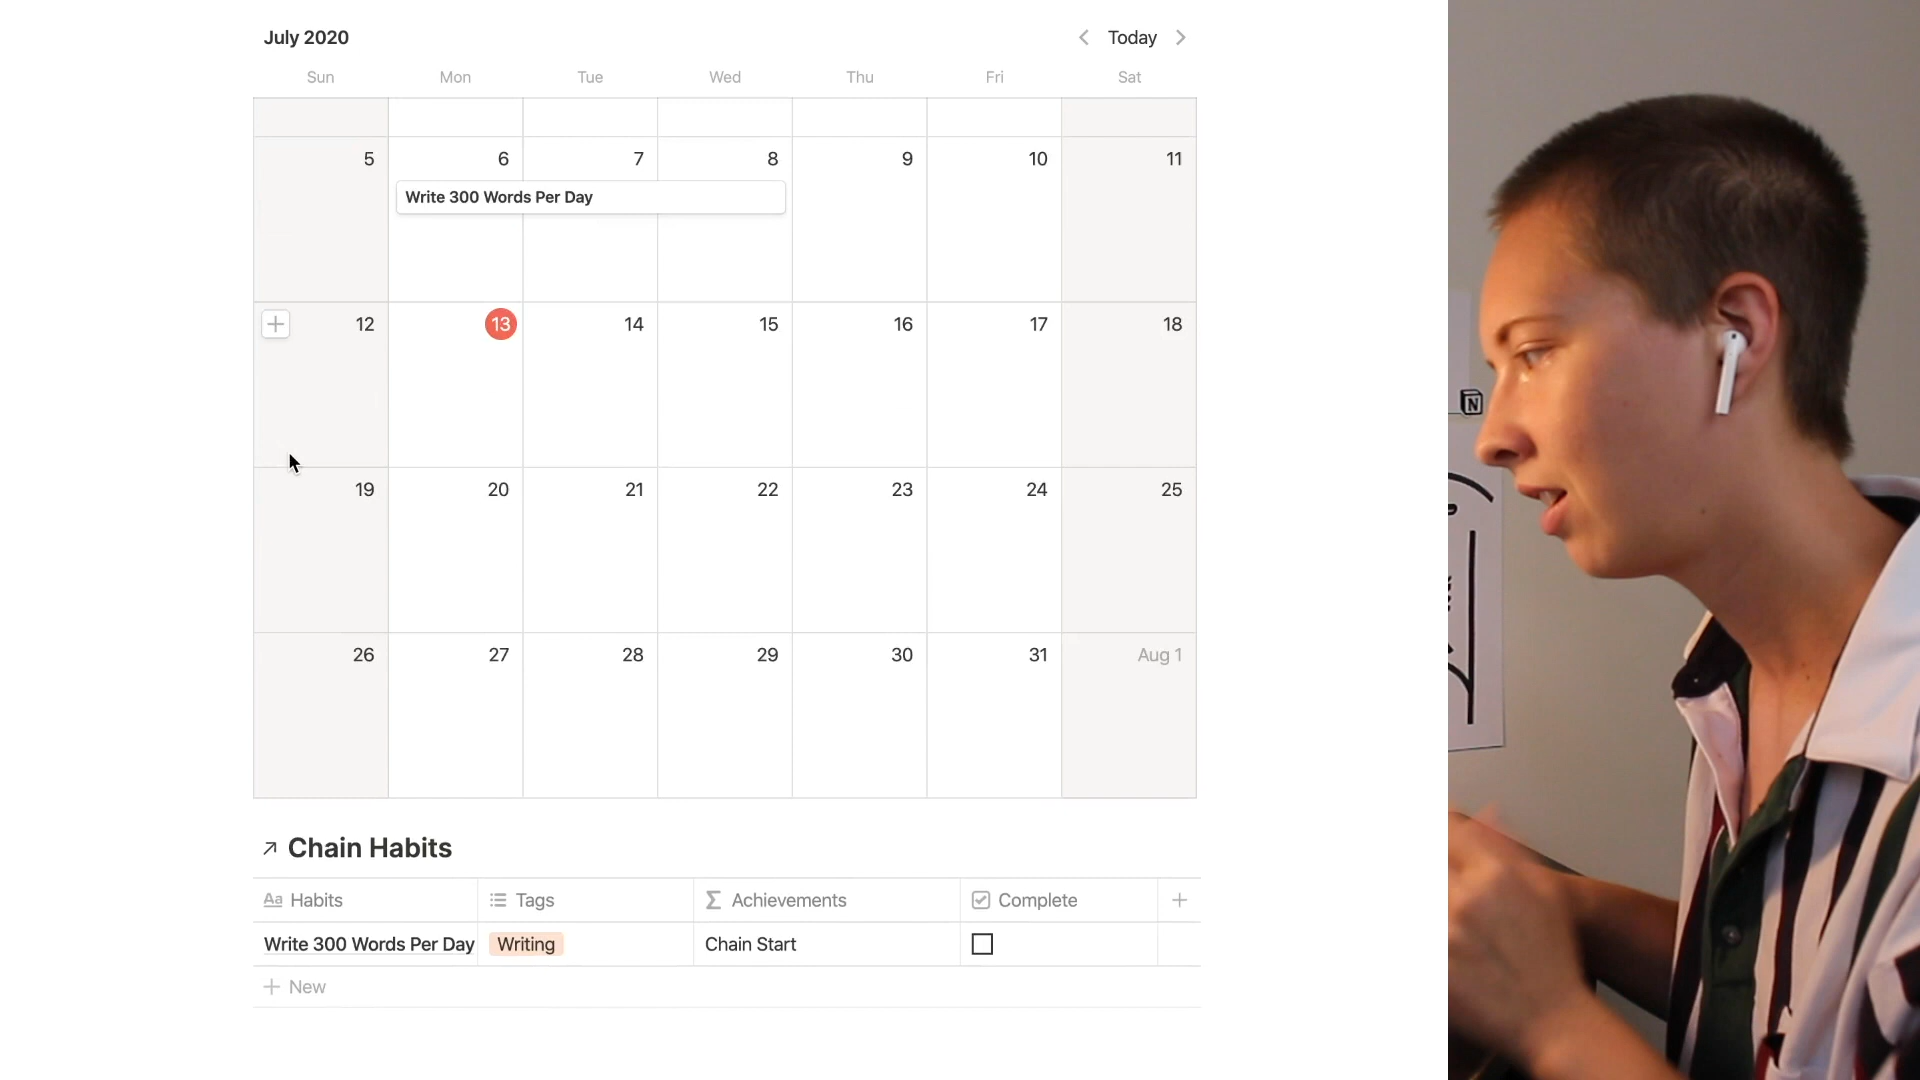 July 2020
Today
Sun Mon Tue Wed Thu Fri Sat
5 6 7 8 9 10 11
Write 300 Words Per Day
12 13 14 15 16 17 18
19 20 21 22 23 24 25
26 27 28 29 30 31 Aug 1
Chain Habits
Aa Habits Tags Achievements Complete
Write 300 Words Per Day Writing Chain Start
New
N